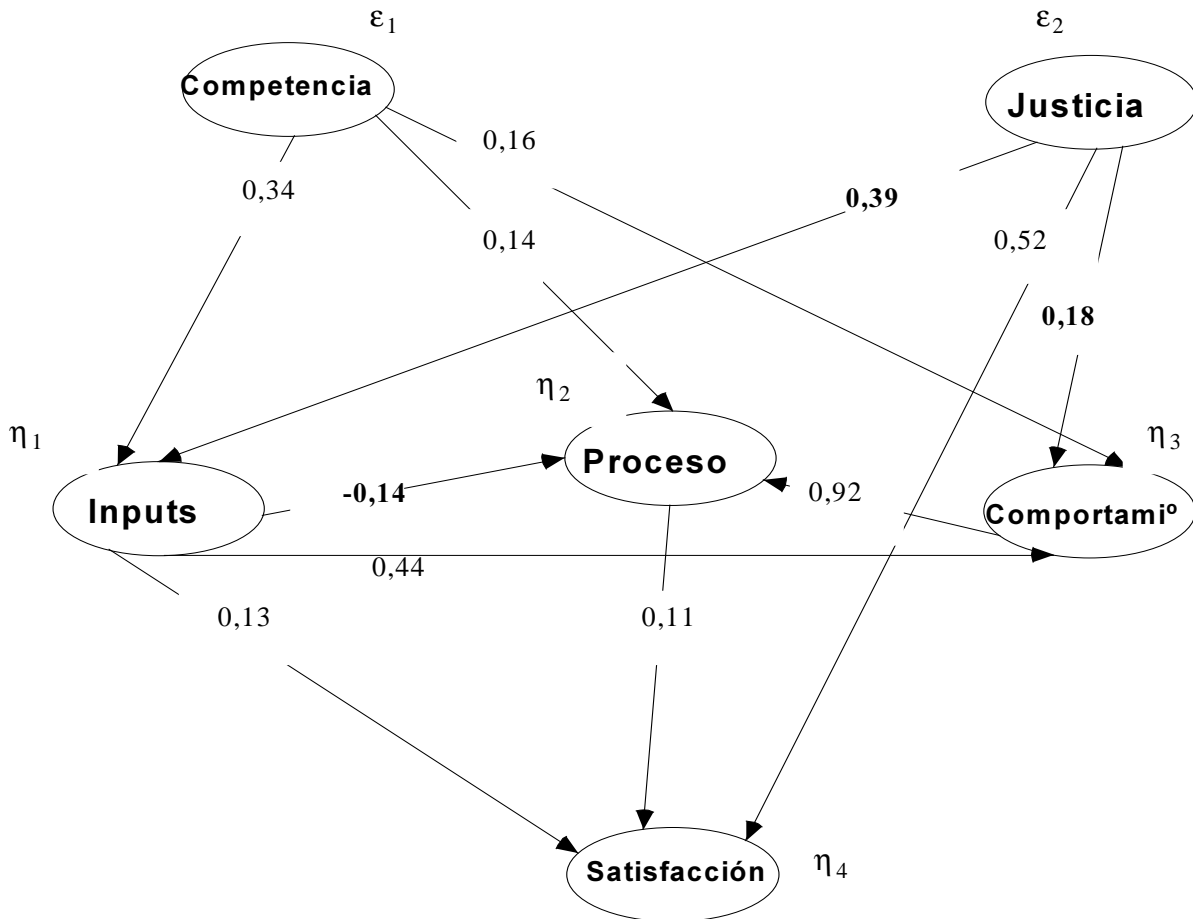 ε1
ε2
Competencia
Justicia
0,16
0,34
0,39
0,14
0,52
0,18
η2
η1
η3
Proceso
-0,14
0,92
Inputs
Comportamiº
0,44
0,13
0,11
Satisfacción
η4